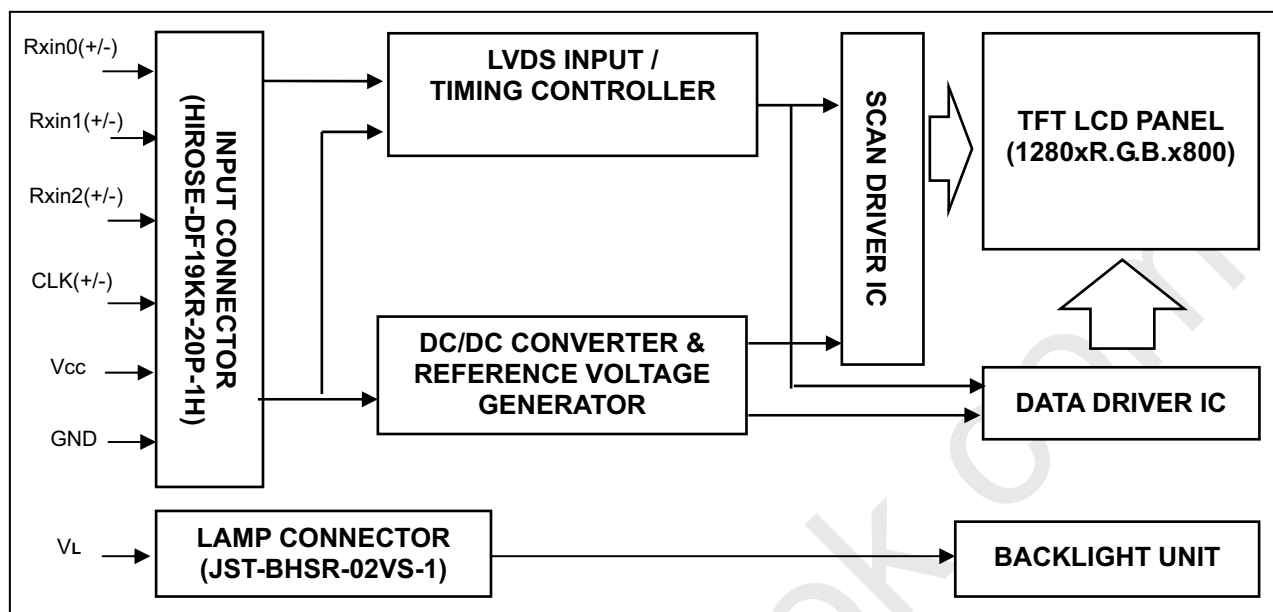 Rxin0(+/-)
Rxin1(+/-)
Rxin2(+/-)
CLK(+/-)
Vcc
GND
INPUT CONNECTOR
(HIROSE-DF19KR-20P-1H)
LVDS INPUT /
TIMING CONTROLLER
DC/DC CONVERTER &
REFERENCE VOLTAGE
GENERATOR
SCAN DRIVER IC
TFT LCD PANEL
(1280xR.G.B.x800)
DATA DRIVER IC
VL
LAMP CONNECTOR
(JST-BHSR-02VS-1)
BACKLIGHT UNIT